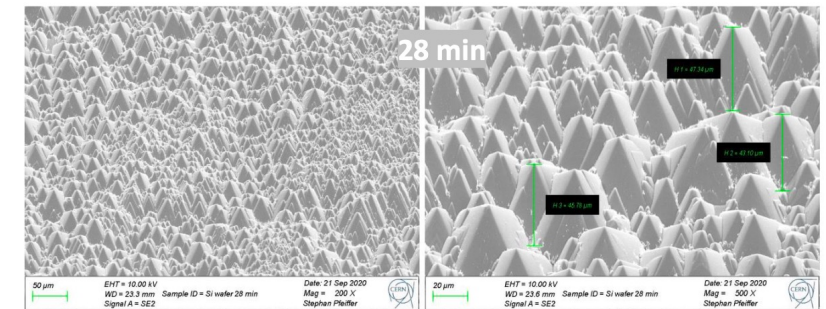 28 min
H 1 = 47.34 µm
H 2 = 43.10 µm
H 3 = 45.78 µm
50 µm
EHT = 10.00 kV
WD = 23.3 mm
Signal A = SE2
Sample ID = Si wafer 28 min
Date: 21 Sep 2020
Mag = 200 X
Stephan Pfeiffer
CERN
20 µm
EHT = 10.00 kV
WD = 23.6 mm
Signal A = SE2
Sample ID = Si wafer 28 min
Date: 21 Sep 2020
Mag = 500 X
Stephan Pfeiffer
CERN